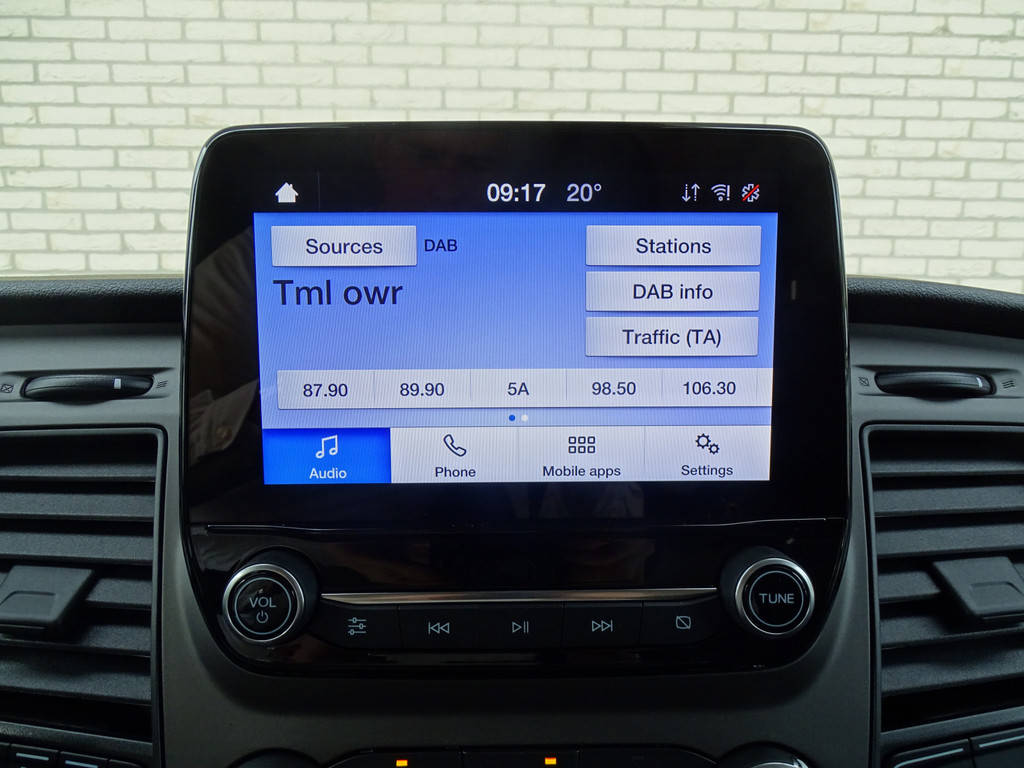 09:17 20°
Sources DAB Stations
Tml owr DAB info
Traffic (TA)
87.90 89.90 5A 98.50 106.30
Audio Phone Mobile apps Settings
VOL TUNE